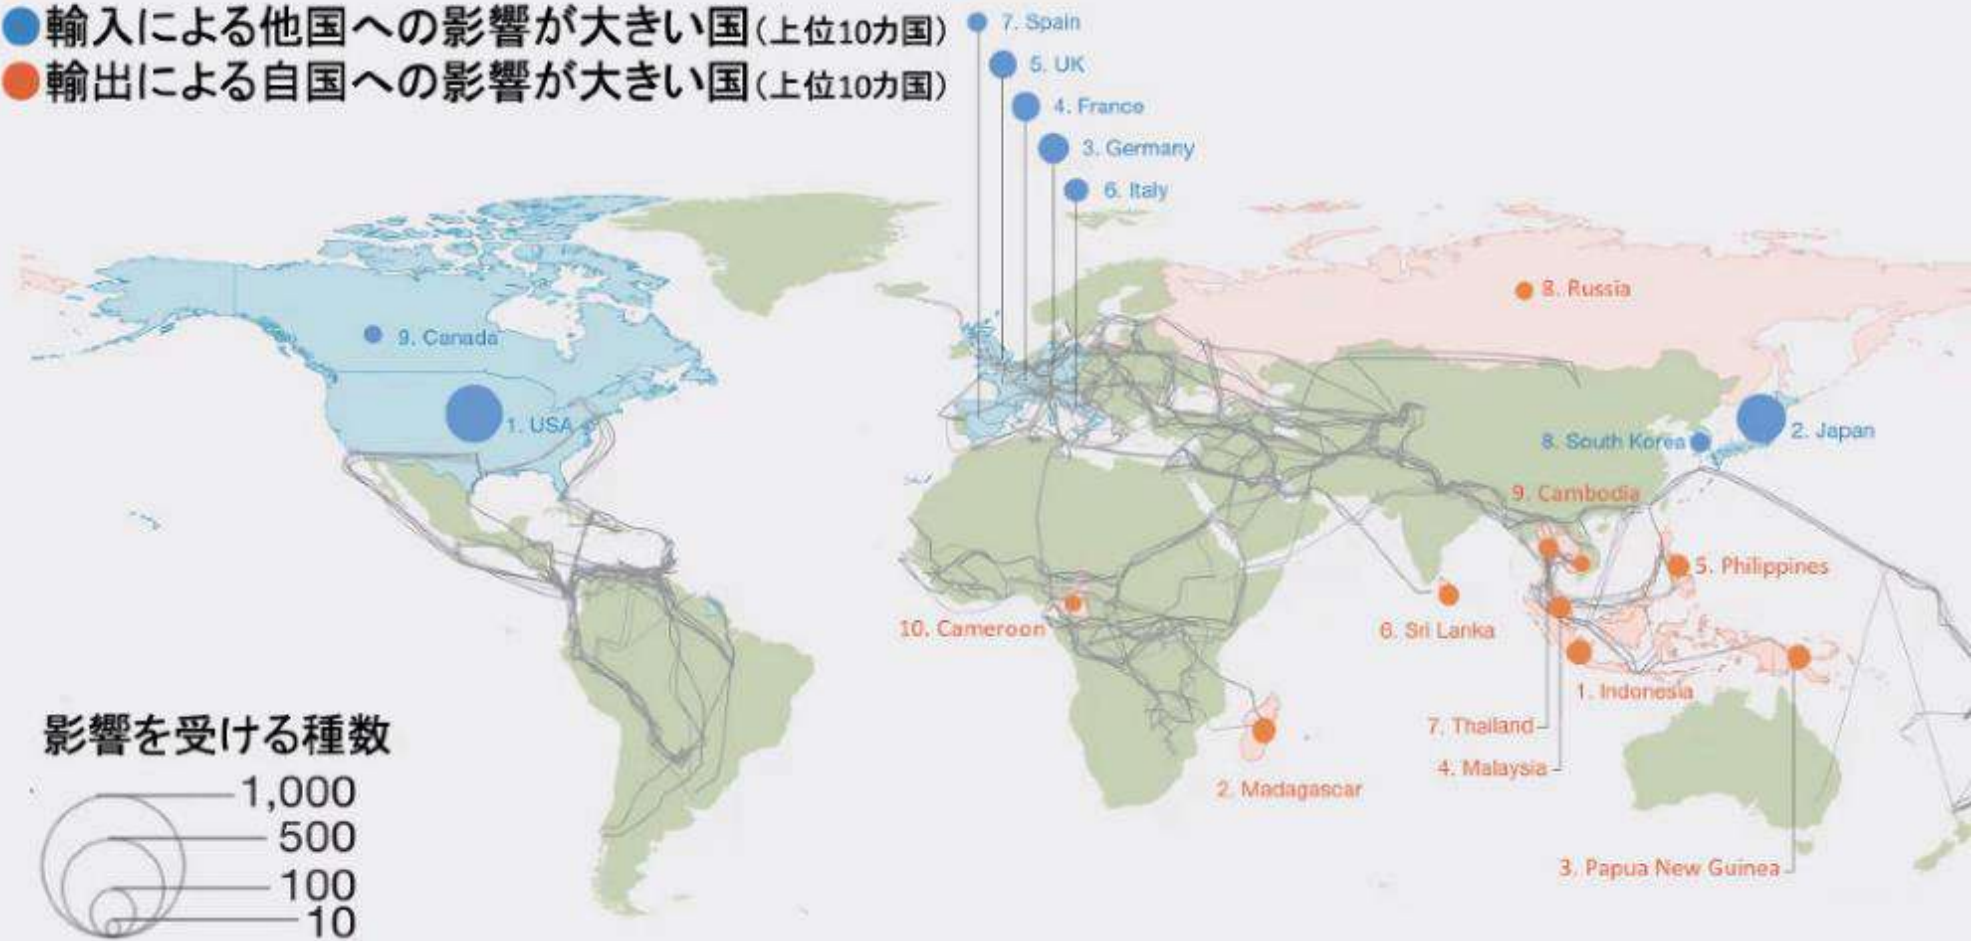 輸入による他国への影響が大きい国(上位10カ国)
輸出による自国への影響が大きい国(上位10カ国)
7. Spain
5. UK
4. France
3. Germany
6. Italy
8. Russia
9. Canada
1. USA
2. Japan
8. South Korea
9. Cambodia
5. Philippines
10. Cameroon
6. Sri Lanka
1. Indonesia
7. Thailand
4. Malaysia
2. Madagascar
3. Papua New Guinea
影響を受ける種数
1,000
500
100
10